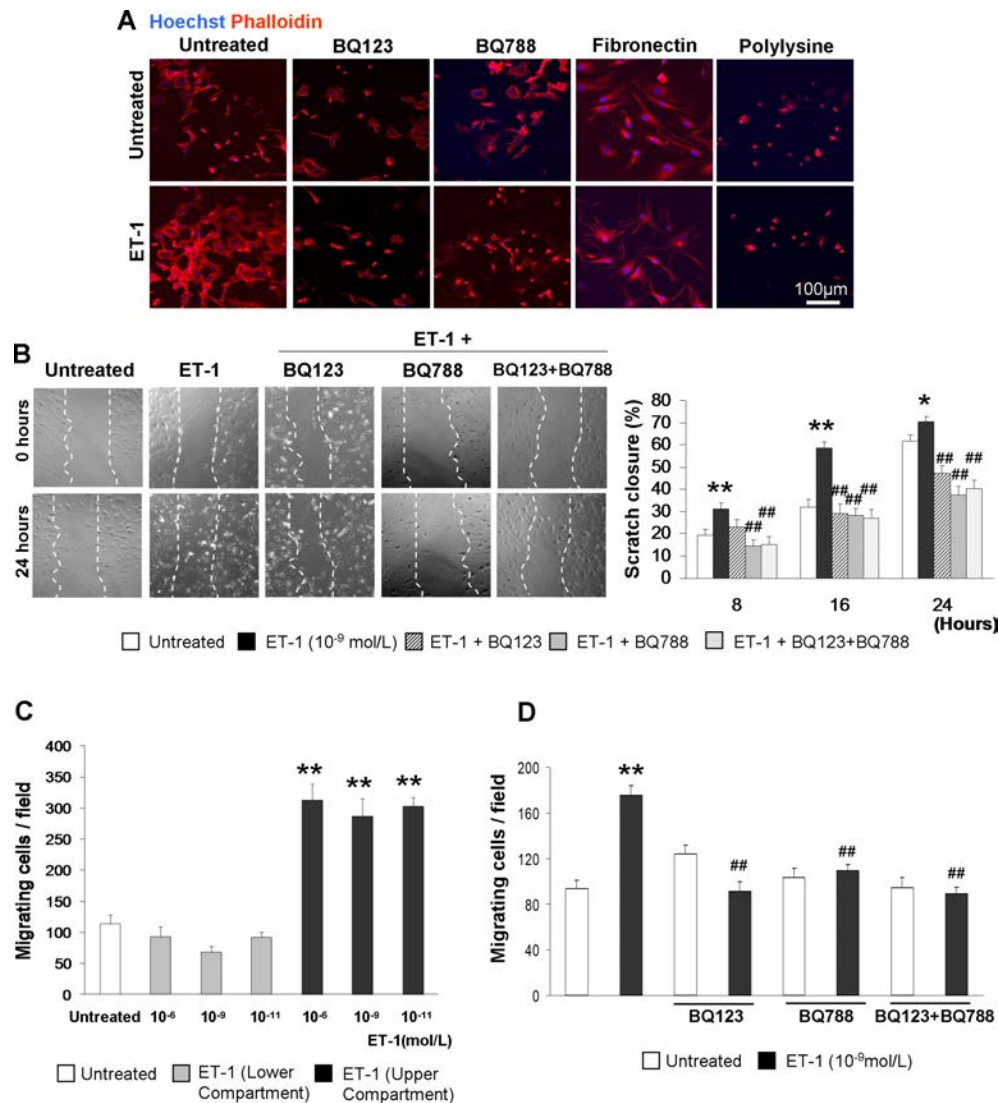 A
Hoechst Phalloidin
Untreated BQ123 BQ788 Fibronectin Polylysine
Untreated
ET-1
100µm
B
ET-1 +
Untreated ET-1 BQ123 BQ788 BQ123+BQ788
0 hours
24 hours
Scratch closure (%)
80
70
60
50
40
30
20
10
0
** ** *
## ## ## ## ## ## ## ##
8 16 24
(Hours)
Untreated ET-1 (10⁻⁹ mol/L) ET-1 + BQ123 ET-1 + BQ788 ET-1 + BQ123+BQ788
C
Migrating cells / field
400
350
300
250
200
150
100
50
0
** ** **
Untreated 10⁻⁶ 10⁻⁹ 10⁻¹¹ 10⁻⁶ 10⁻⁹ 10⁻¹¹
ET-1(mol/L)
Untreated ET-1 (Lower Compartment) ET-1 (Upper Compartment)
D
Migrating cells / field
200
160
120
80
40
0
**
## ## ##
BQ123 BQ788 BQ123+BQ788
Untreated ET-1 (10⁻⁹mol/L)